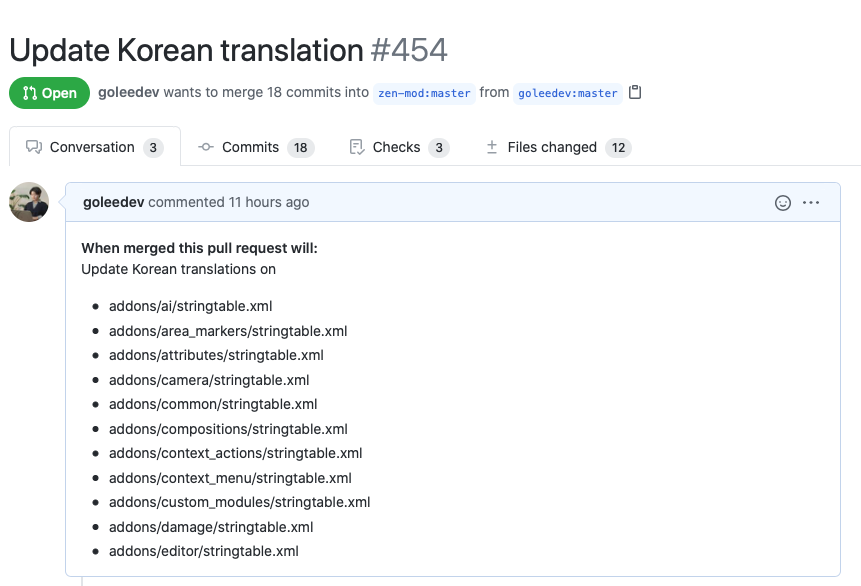 Update Korean translation #454
Open goleedev wants to merge 18 commits into zen-mod:master from goleedev:master
Conversation 3 Commits 18 Checks 3 Files changed 12
goleedev commented 11 hours ago
When merged this pull request will:
Update Korean translations on
addons/ai/stringtable.xml
addons/area_markers/stringtable.xml
addons/attributes/stringtable.xml
addons/camera/stringtable.xml
addons/common/stringtable.xml
addons/compositions/stringtable.xml
addons/context_actions/stringtable.xml
addons/context_menu/stringtable.xml
addons/custom_modules/stringtable.xml
addons/damage/stringtable.xml
addons/editor/stringtable.xml